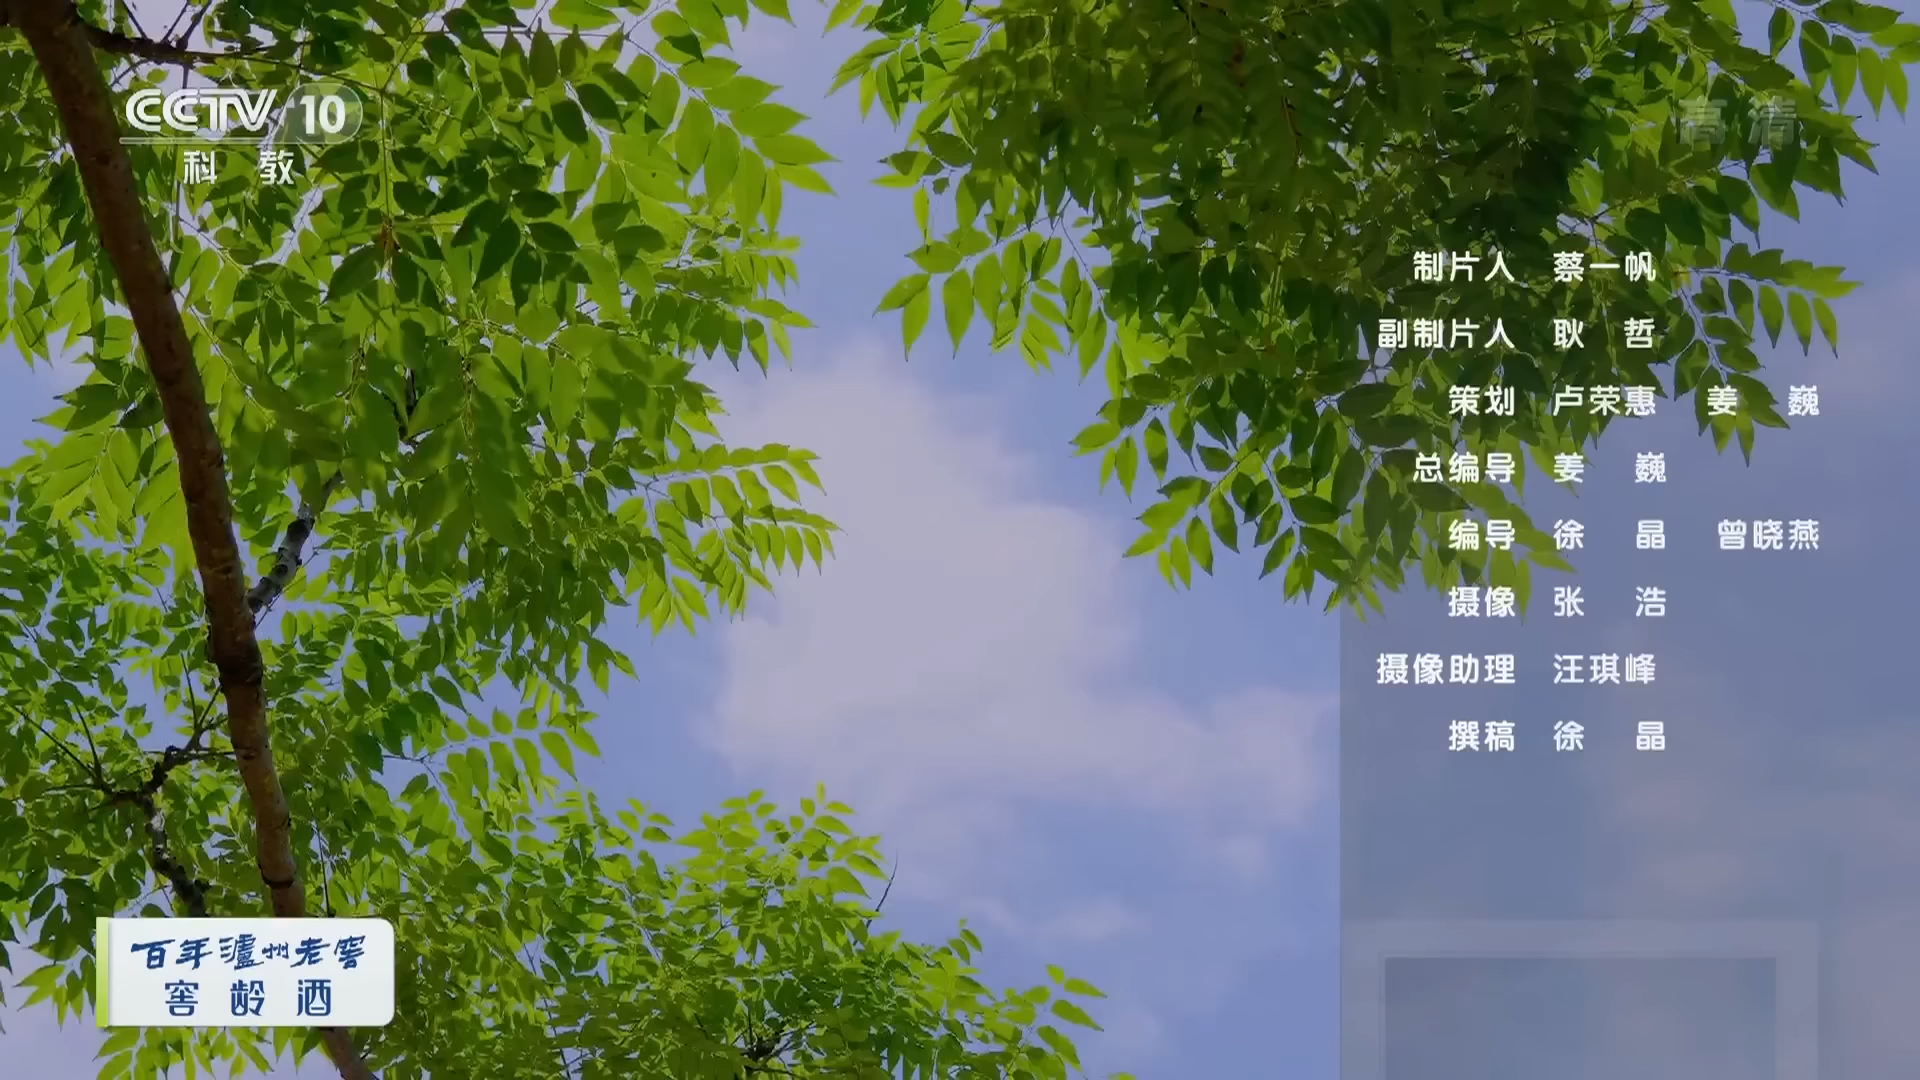 CCTV 10
科 教
高 清
制片人 蔡一帆
副制片人 耿 哲
策划 卢荣惠 姜 巍
总编导 姜 巍
编导 徐 晶 曾晓燕
摄像 张 浩
摄像助理 汪琪峰
撰稿 徐 晶
百年泸州老窖
窖 龄 酒